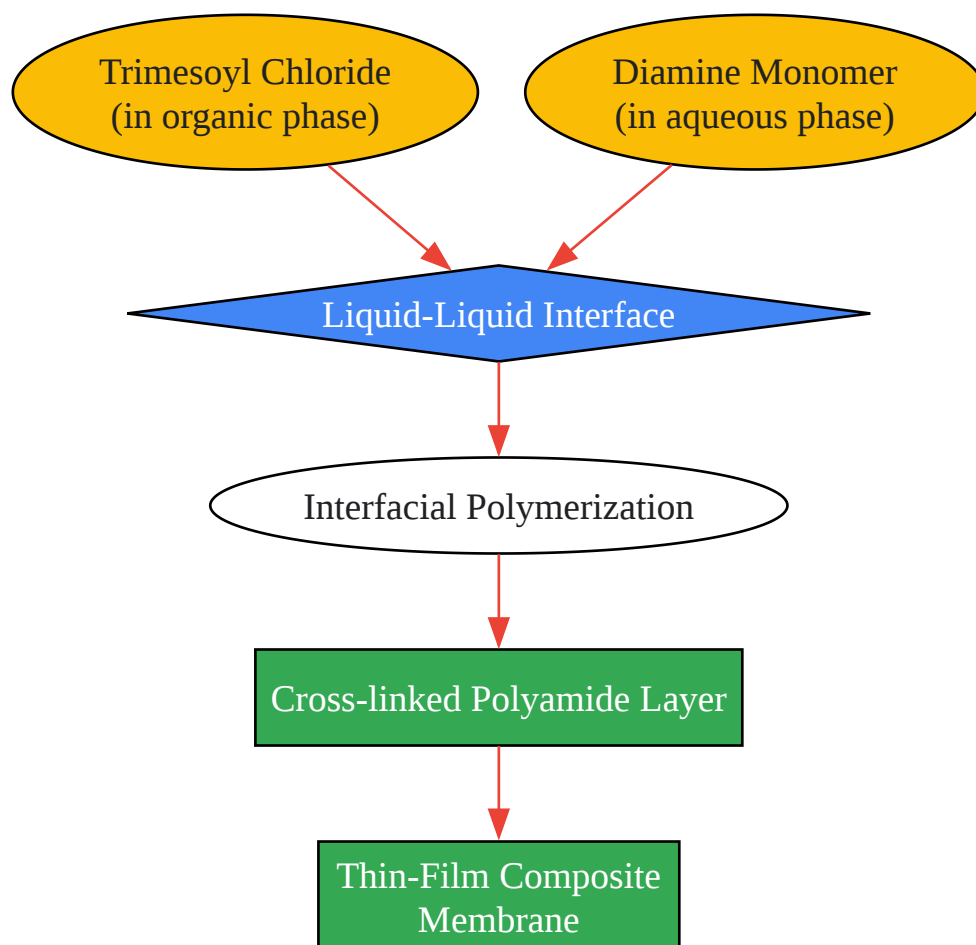 Trimesoyl Chloride
(in organic phase)
Diamine Monomer
(in aqueous phase)
Liquid-Liquid Interface
Interfacial Polymerization
Cross-linked Polyamide Layer
Thin-Film Composite
Membrane